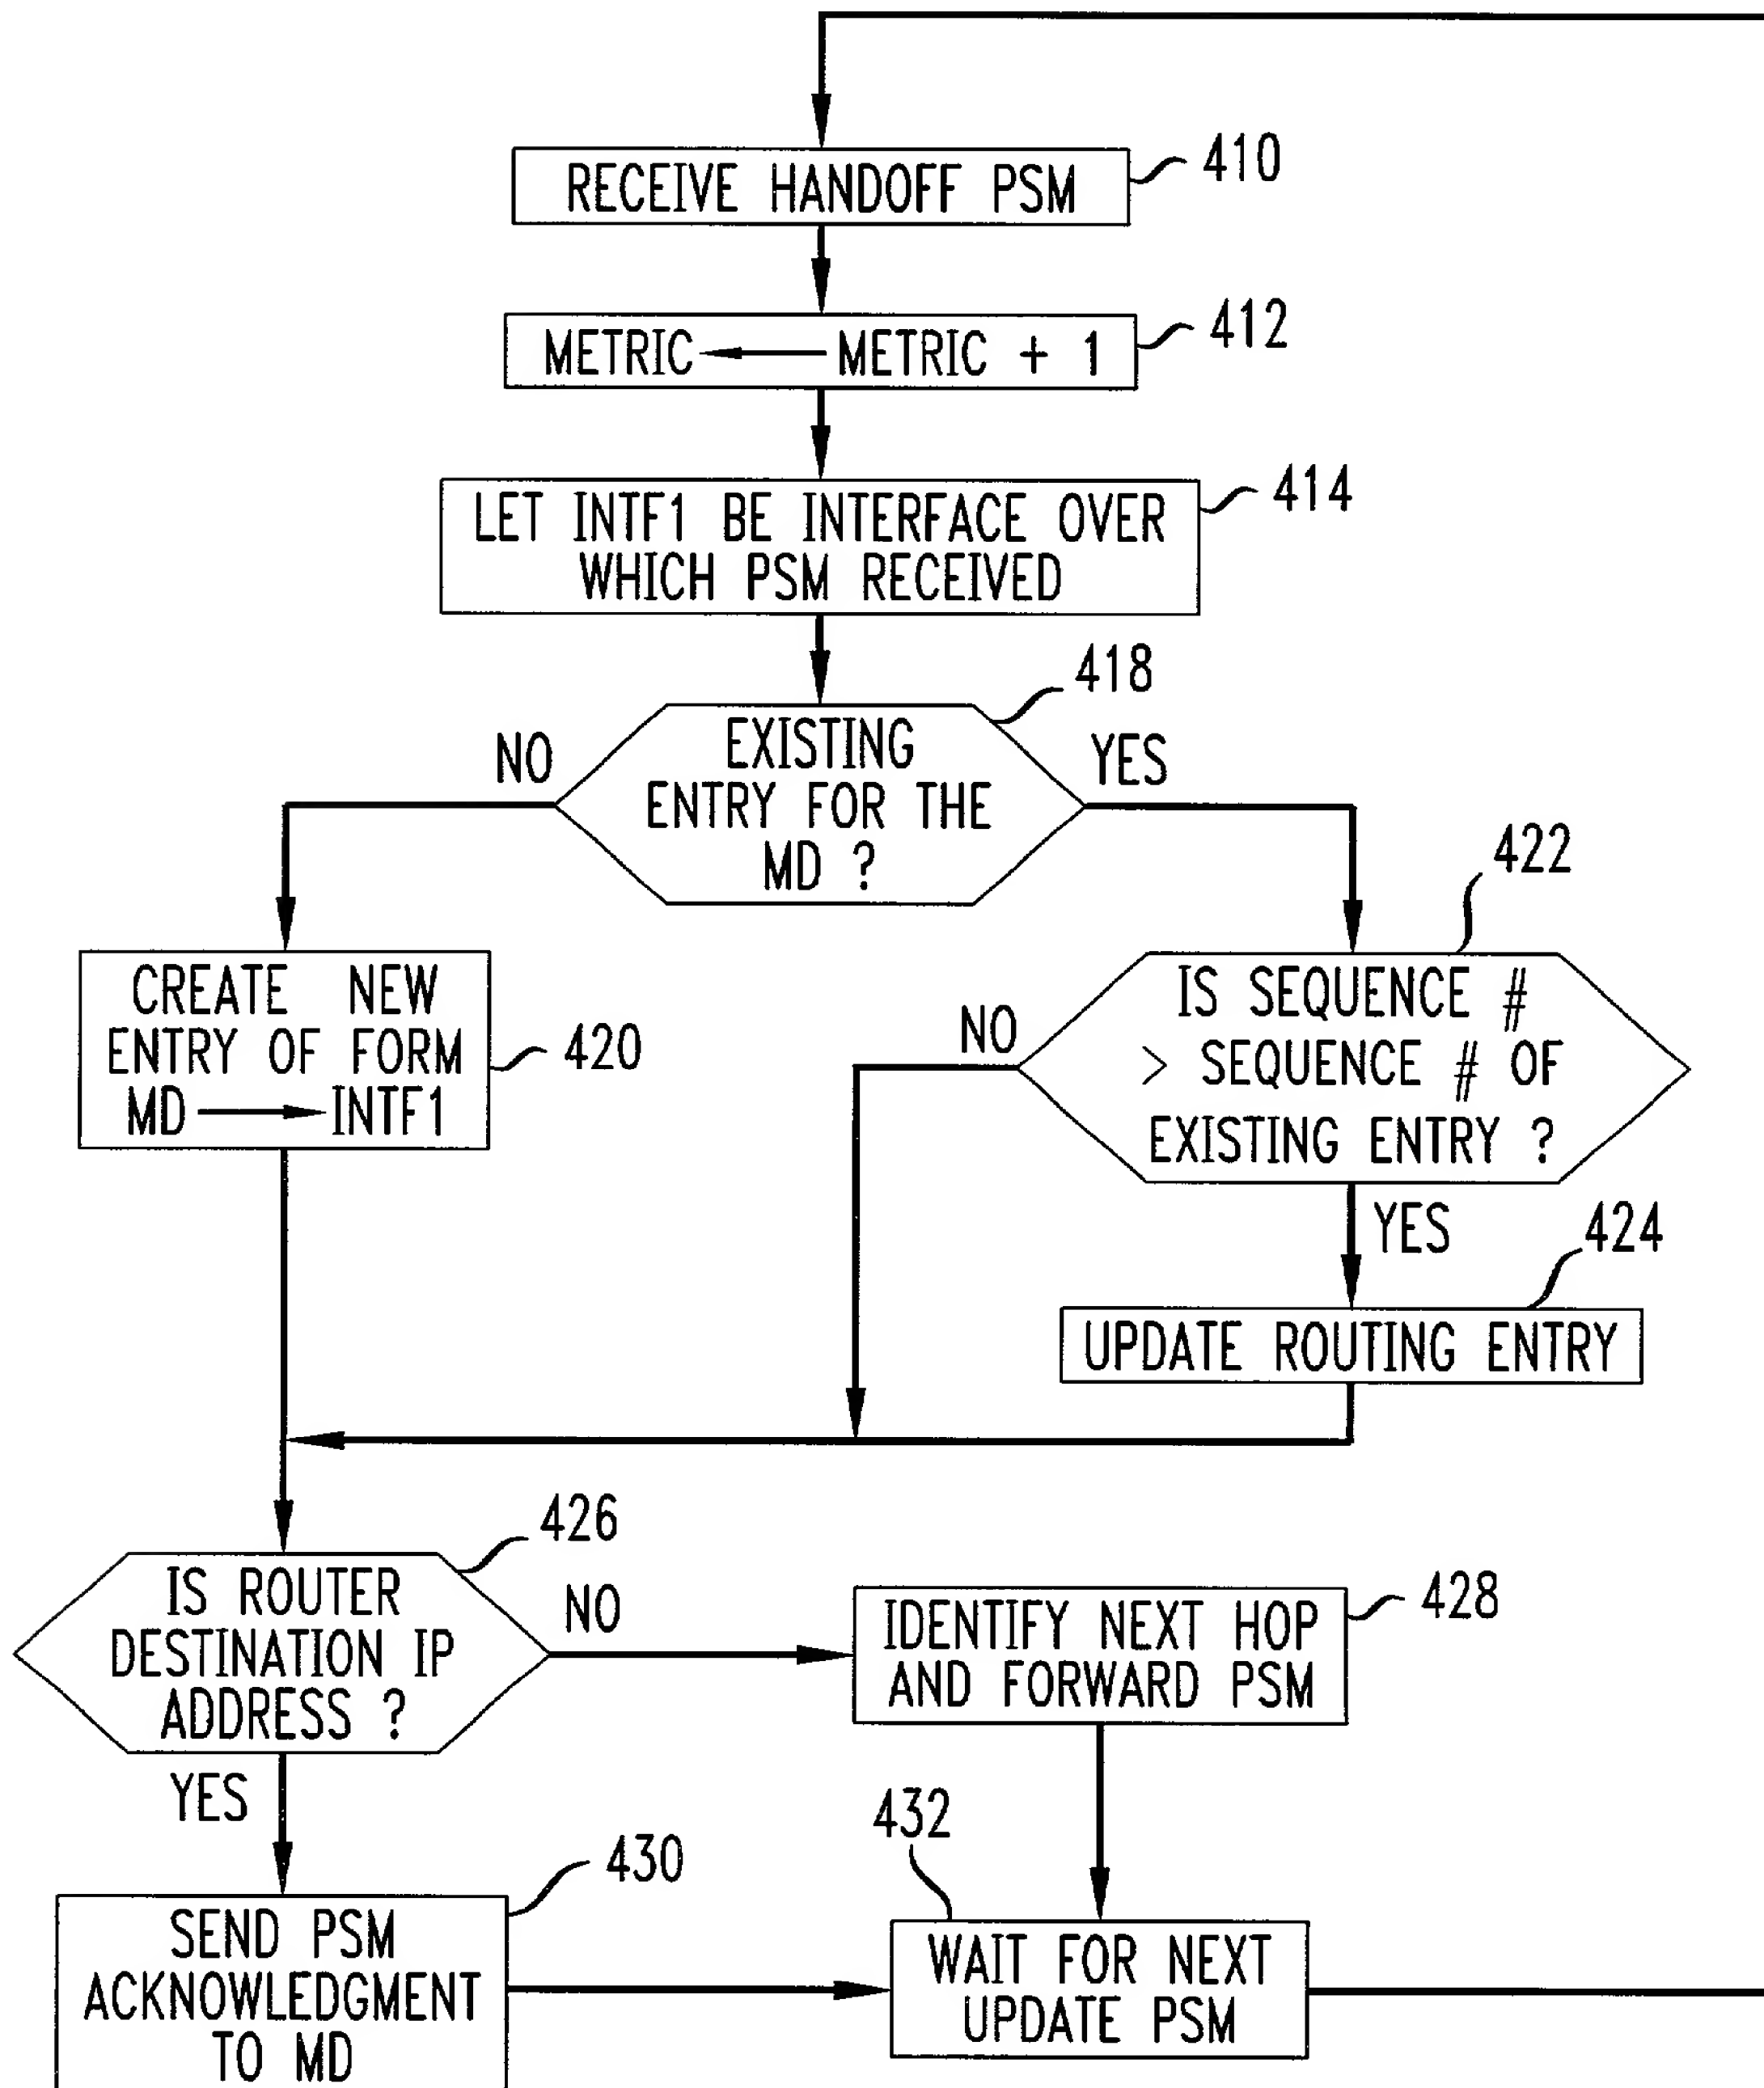 RECEIVE HANDOFF PSM
410
METRIC ← METRIC + 1
412
LET INTF1 BE INTERFACE OVER
WHICH PSM RECEIVED
414
418
EXISTING
ENTRY FOR THE
MD ?
NO
YES
CREATE NEW
ENTRY OF FORM
MD → INTF1
420
422
IS SEQUENCE #
> SEQUENCE # OF
EXISTING ENTRY ?
NO
YES
424
UPDATE ROUTING ENTRY
426
IS ROUTER
DESTINATION IP
ADDRESS ?
NO
YES
IDENTIFY NEXT HOP
AND FORWARD PSM
428
430
SEND PSM
ACKNOWLEDGMENT
TO MD
432
WAIT FOR NEXT
UPDATE PSM